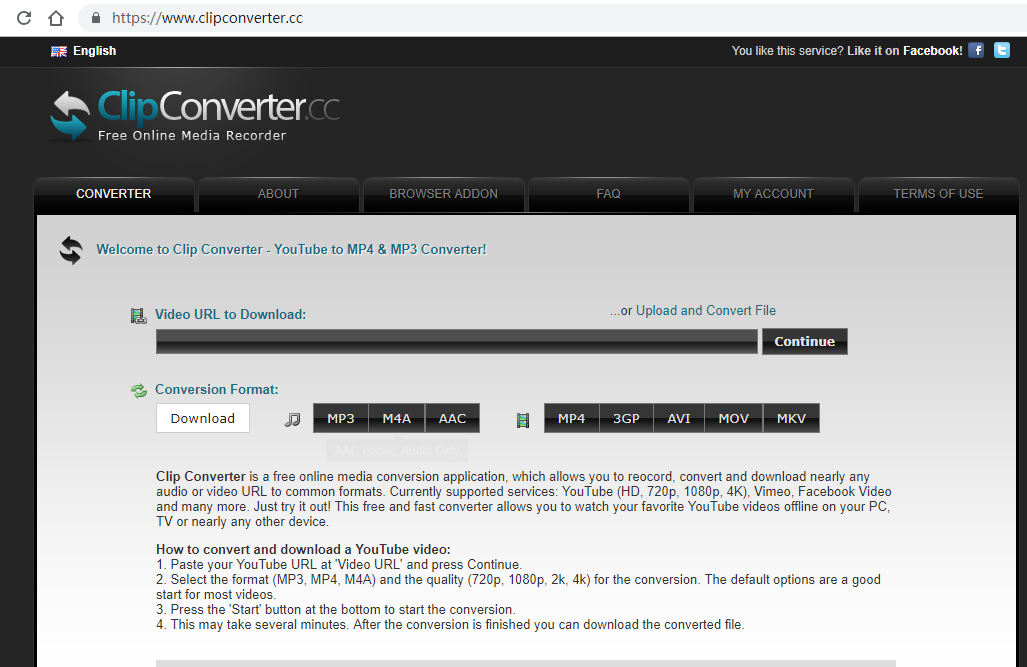 https://www.clipconverter.cc
English
You like this service? Like it on Facebook!
ClipConverter.cc
Free Online Media Recorder
CONVERTER ABOUT BROWSER ADDON FAQ MY ACCOUNT TERMS OF USE
Welcome to Clip Converter - YouTube to MP4 & MP3 Converter!
Video URL to Download:
...or Upload and Convert File
Continue
Conversion Format:
Download MP3 M4A AAC MP4 3GP AVI MOV MKV
AAC codec, Audio Only
Clip Converter is a free online media conversion application, which allows you to reocord, convert and download nearly any
audio or video URL to common formats. Currently supported services: YouTube (HD, 720p, 1080p, 4K), Vimeo, Facebook Video
and many more. Just try it out! This free and fast converter allows you to watch your favorite YouTube videos offline on your PC,
TV or nearly any other device.
How to convert and download a YouTube video:
1. Paste your YouTube URL at 'Video URL' and press Continue.
2. Select the format (MP3, MP4, M4A) and the quality (720p, 1080p, 2k, 4k) for the conversion. The default options are a good
start for most videos.
3. Press the 'Start' button at the bottom to start the conversion.
4. This may take several minutes. After the conversion is finished you can download the converted file.